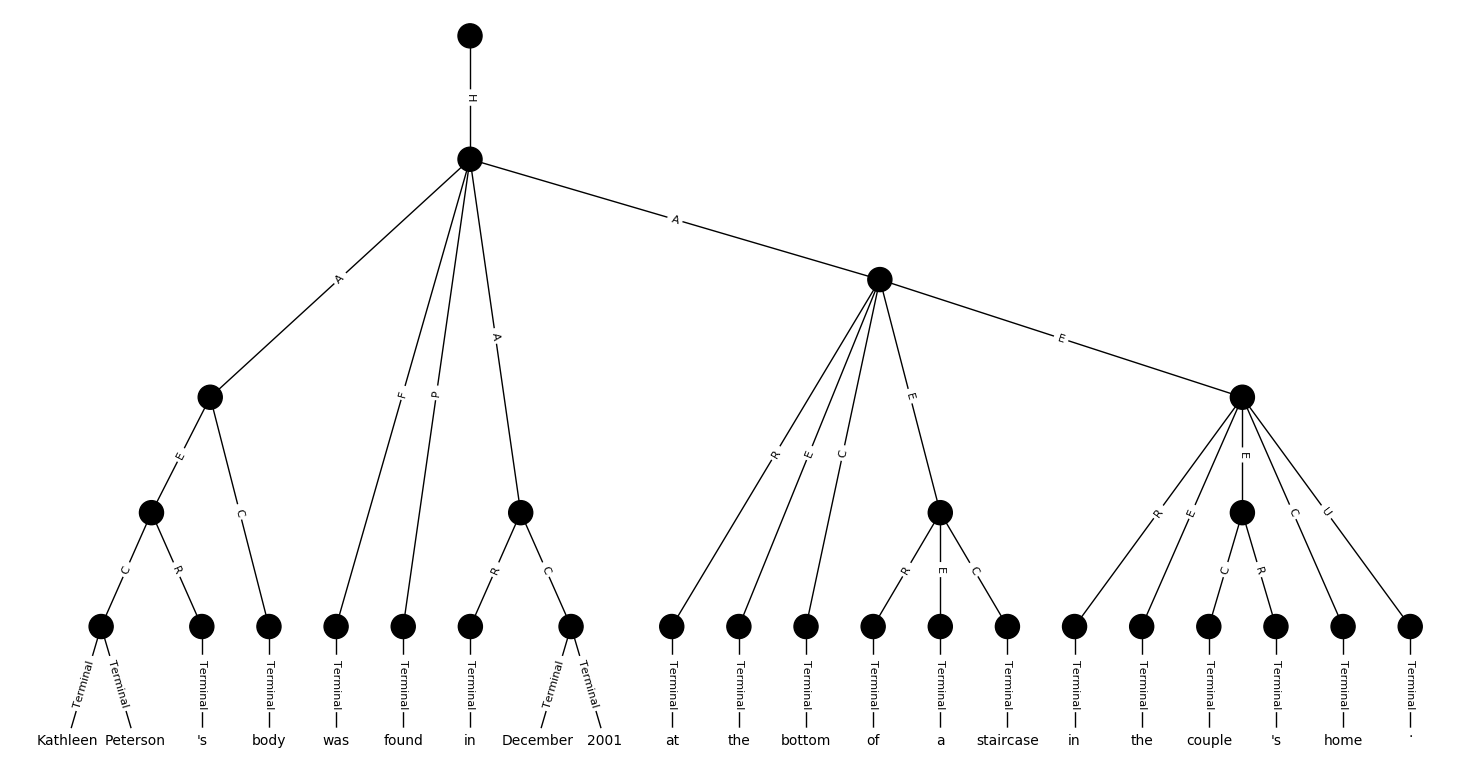 H
A
A
A
E
F
P
A
E
E
C
R
E
C
R
E
E
C
U
C
R
R
C
R
E
C
C
R
Terminal Terminal Terminal Terminal Terminal Terminal Terminal Terminal Terminal Terminal Terminal Terminal Terminal Terminal Terminal Terminal Terminal Terminal Terminal Terminal Terminal
Kathleen Peterson 's body was found in December 2001 at the bottom of a staircase in the couple 's home .